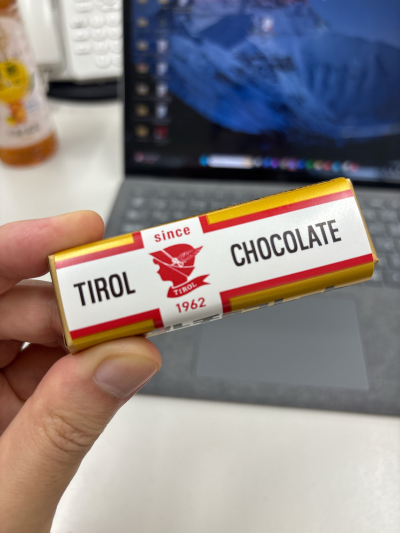 since
TIROL
CHOCOLATE
TIROL
1962